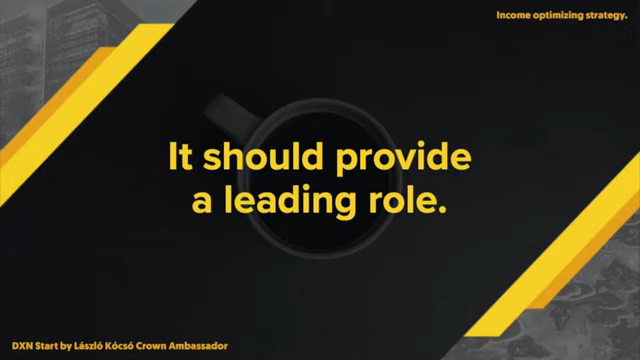 Income optimizing strategy.
It should provide
a leading role.
DXN Start by László Kócsó Crown Ambassador